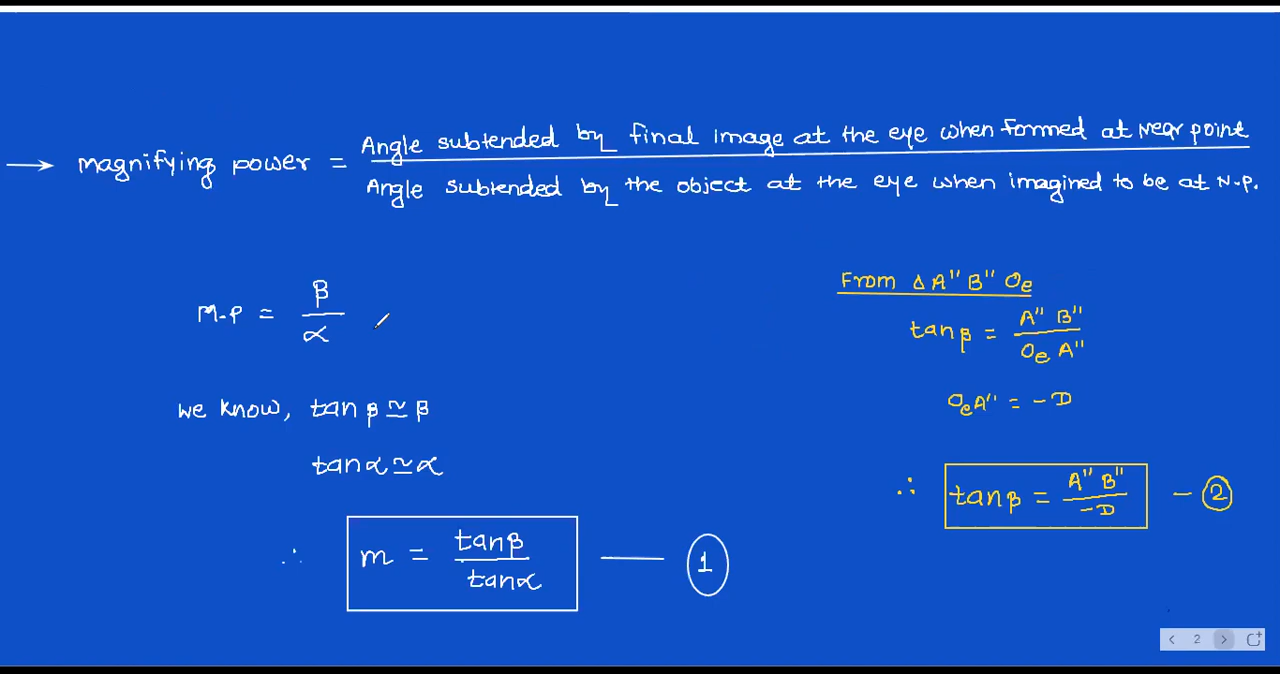 → magnifying power = Angle subtended by final image at the eye when formed at Near point
Angle subtended by the object at the eye when imagined to be at N.P.
M.P = β
α
we know, tanβ ≃ β
tanα ≃ α
∴ m = tanβ
tanα
— 1
From Δ A" B" Oe
tanβ = A" B"
Oe A"
OeA" = -D
∴ tanβ = A" B"
-D
- 2
< 2 >